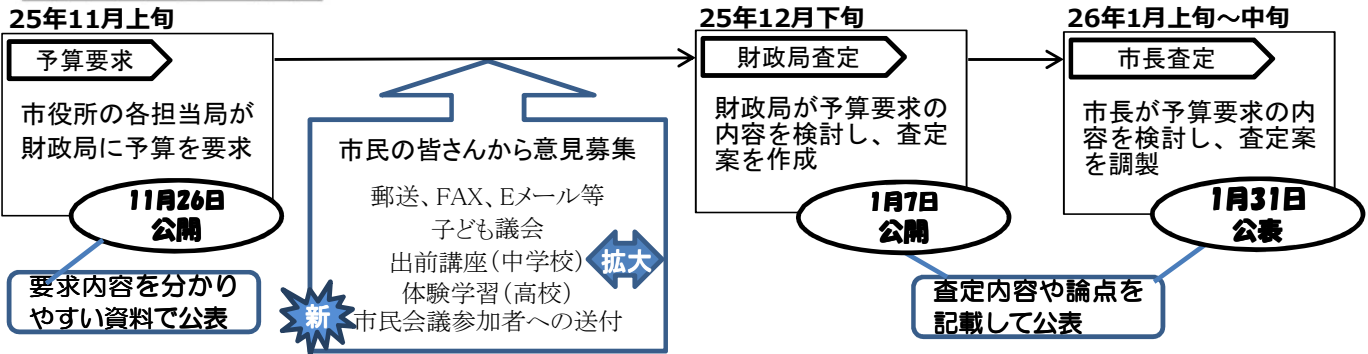 25年11月上旬
予算要求
市役所の各担当局が
財政局に予算を要求
11月26日
公開
要求内容を分かり
やすい資料で公表
市民の皆さんから意見募集
郵送、FAX、Eメール等
子ども議会
出前講座(中学校)
拡大
体験学習(高校)
新
市民会議参加者への送付
25年12月下旬
財政局査定
財政局が予算要求の
内容を検討し、査定
案を作成
1月7日
公開
26年1月上旬~中旬
市長査定
市長が予算要求の内
容を検討し、査定案
を調製
1月31日
公表
査定内容や論点を
記載して公表